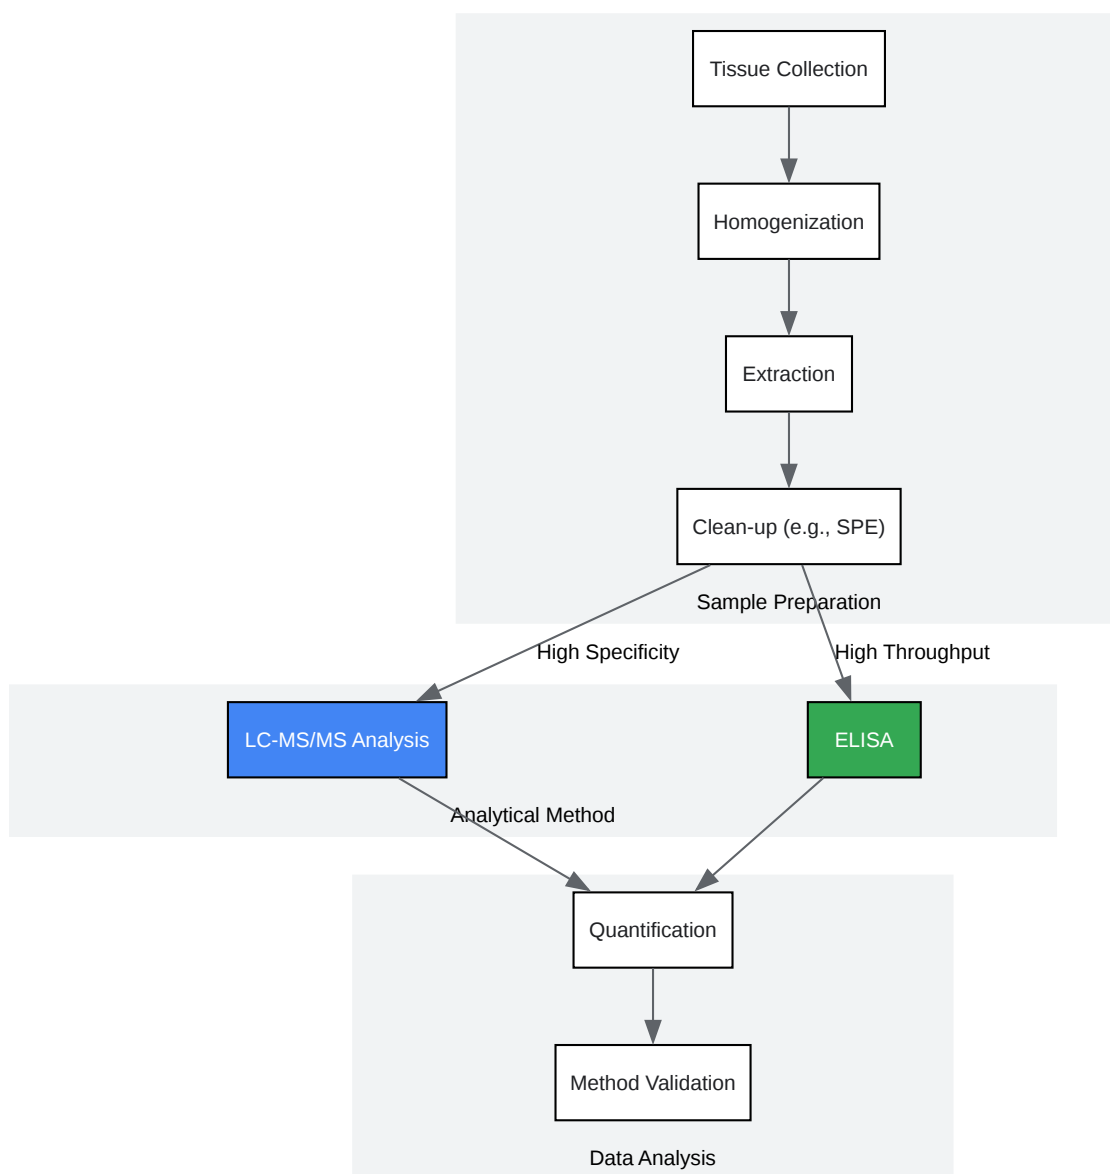 Tissue Collection
Homogenization
Extraction
Clean-up (e.g., SPE)
Sample Preparation
High Specificity
High Throughput
LC-MS/MS Analysis
ELISA
Analytical Method
Quantification
Method Validation
Data Analysis